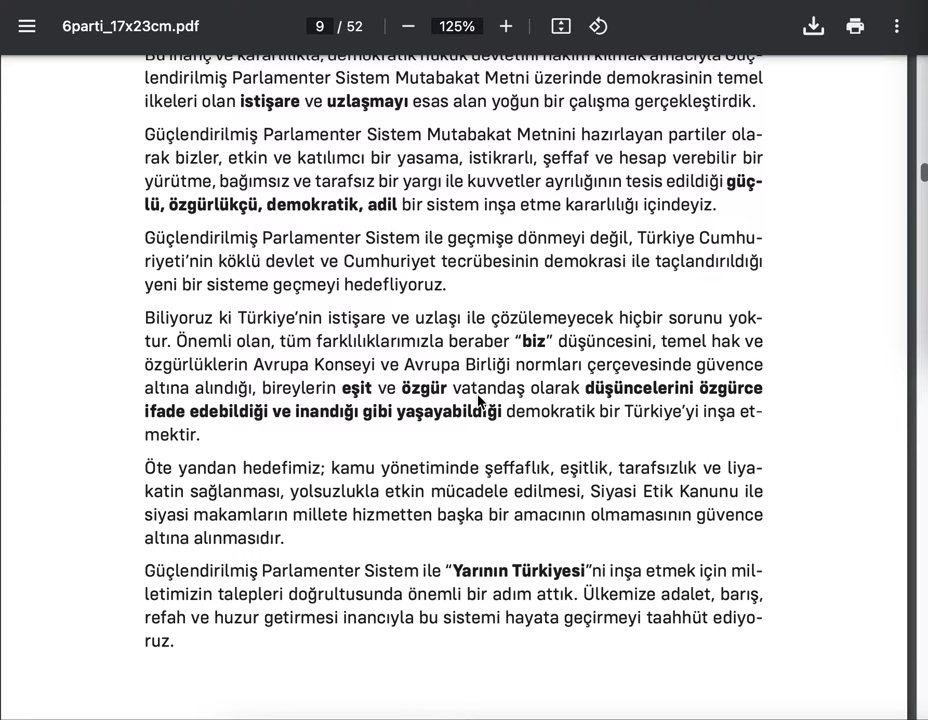 6parti_17x23cm.pdf
9 / 52
125%
Bu inanç ve kararlılıkla, demokratik hukuk devletini hâkim kılmak amacıyla Güç-
lendirilmiş Parlamenter Sistem Mutabakat Metni üzerinde demokrasinin temel
ilkeleri olan istişare ve uzlaşmayı esas alan yoğun bir çalışma gerçekleştirdik.
Güçlendirilmiş Parlamenter Sistem Mutabakat Metnini hazırlayan partiler ola-
rak bizler, etkin ve katılımcı bir yasama, istikrarlı, şeffaf ve hesap verebilir bir
yürütme, bağımsız ve tarafsız bir yargı ile kuvvetler ayrılığının tesis edildiği güç-
lü, özgürlükçü, demokratik, adil bir sistem inşa etme kararlılığı içindeyiz.
Güçlendirilmiş Parlamenter Sistem ile geçmişe dönmeyi değil, Türkiye Cumhu-
riyeti'nin köklü devlet ve Cumhuriyet tecrübesinin demokrasi ile taçlandırıldığı
yeni bir sisteme geçmeyi hedefliyoruz.
Biliyoruz ki Türkiye'nin istişare ve uzlaşı ile çözülemeyecek hiçbir sorunu yok-
tur. Önemli olan, tüm farklılıklarımızla beraber “biz” düşüncesini, temel hak ve
özgürlüklerin Avrupa Konseyi ve Avrupa Birliği normları çerçevesinde güvence
altına alındığı, bireylerin eşit ve özgür vatandaş olarak düşüncelerini özgürce
ifade edebildiği ve inandığı gibi yaşayabildiği demokratik bir Türkiye'yi inşa et-
mektir.
Öte yandan hedefimiz; kamu yönetiminde şeffaflık, eşitlik, tarafsızlık ve liya-
katin sağlanması, yolsuzlukla etkin mücadele edilmesi, Siyasi Etik Kanunu ile
siyasi makamların millete hizmetten başka bir amacının olmamasının güvence
altına alınmasıdır.
Güçlendirilmiş Parlamenter Sistem ile “Yarının Türkiyesi”ni inşa etmek için mil-
letimizin talepleri doğrultusunda önemli bir adım attık. Ülkemize adalet, barış,
refah ve huzur getirmesi inancıyla bu sistemi hayata geçirmeyi taahhüt ediyo-
ruz.